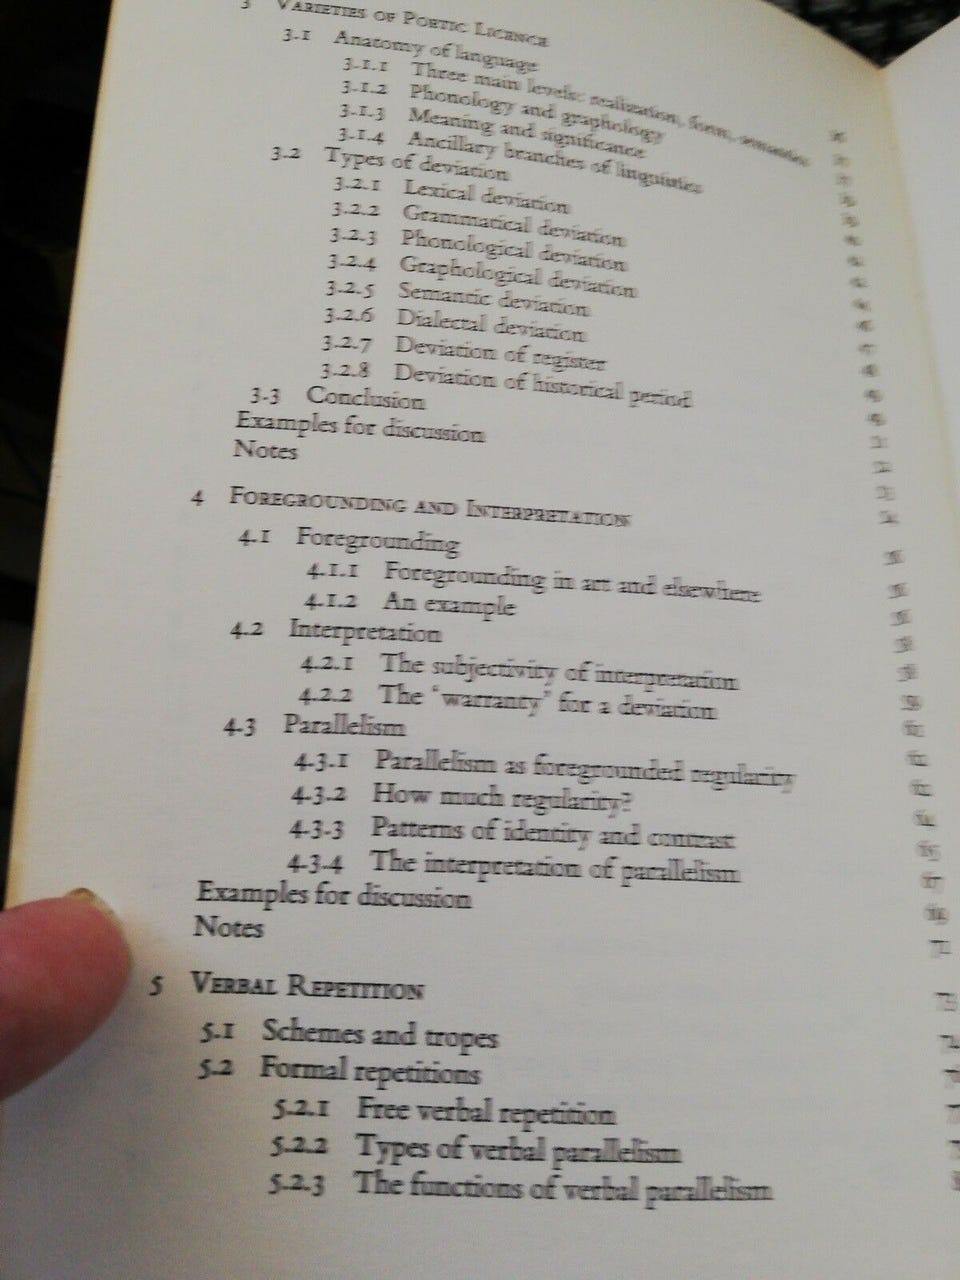 3 VARIETIES OF POETIC LICENCE
3.1 Anatomy of language
3.1.1 Three main levels: realization, form, semantics
3.1.2 Phonology and graphology
3.1.3 Meaning and significance
3.1.4 Ancillary branches of linguistics
3.2 Types of deviation
3.2.1 Lexical deviation
3.2.2 Grammatical deviation
3.2.3 Phonological deviation
3.2.4 Graphological deviation
3.2.5 Semantic deviation
3.2.6 Dialectal deviation
3.2.7 Deviation of register
3.2.8 Deviation of historical period
3.3 Conclusion
Examples for discussion
Notes
4 FOREGROUNDING AND INTERPRETATION
4.1 Foregrounding
4.1.1 Foregrounding in art and elsewhere
4.1.2 An example
4.2 Interpretation
4.2.1 The subjectivity of interpretation
4.2.2 The ‘warranty’ for a deviation
4.3 Parallelism
4.3.1 Parallelism as foregrounded regularity
4.3.2 How much regularity?
4.3.3 Patterns of identity and contrast
4.3.4 The interpretation of parallelism
Examples for discussion
Notes
5 VERBAL REPETITION 73
5.1 Schemes and tropes
5.2 Formal repetitions
5.2.1 Free verbal repetition
5.2.2 Types of verbal parallelism
5.2.3 The functions of verbal parallelism